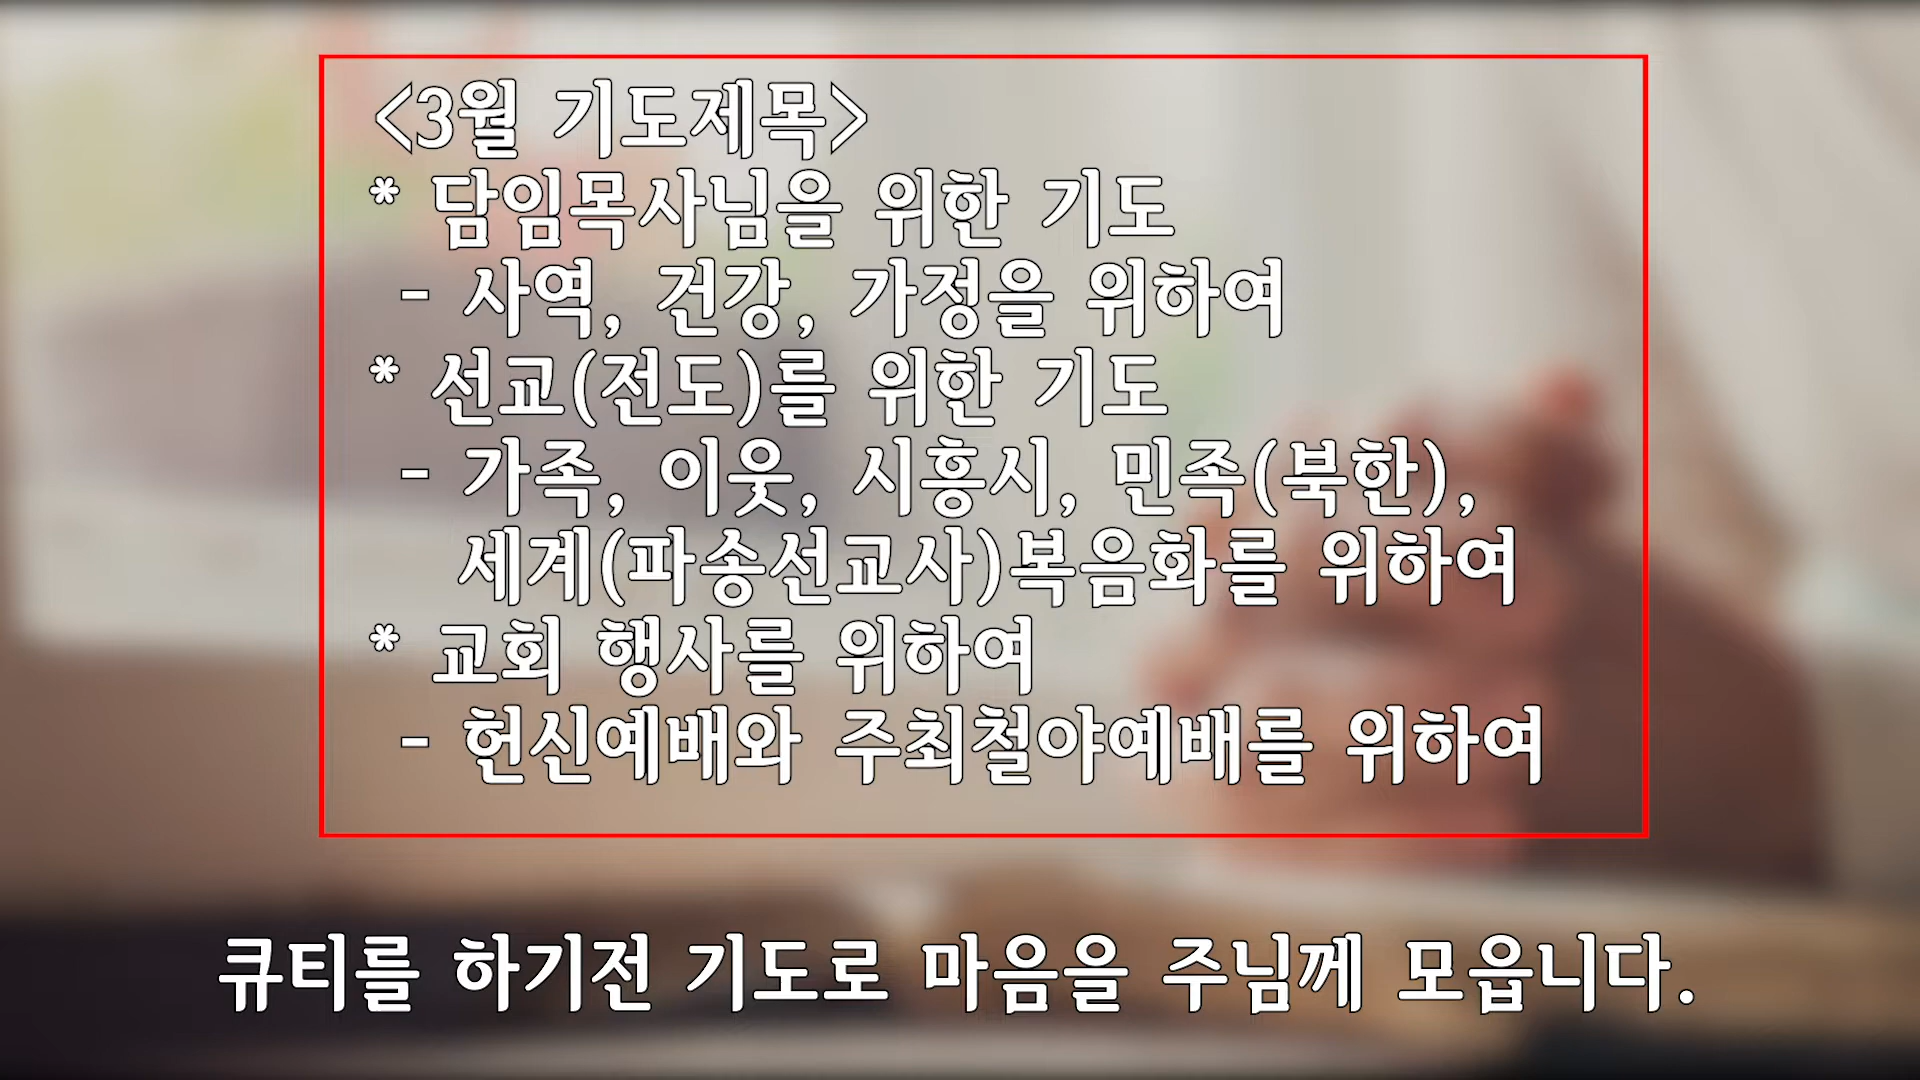 <3월 기도제목>
* 담임목사님을 위한 기도
- 사역, 건강, 가정을 위하여
* 선교(전도)를 위한 기도
- 가족, 이웃, 시흥시, 민족(북한),
세계(파송선교사)복음화를 위하여
* 교회 행사를 위하여
- 헌신예배와 주최철야예배를 위하여
큐티를 하기전 기도로 마음을 주님께 모읍니다.